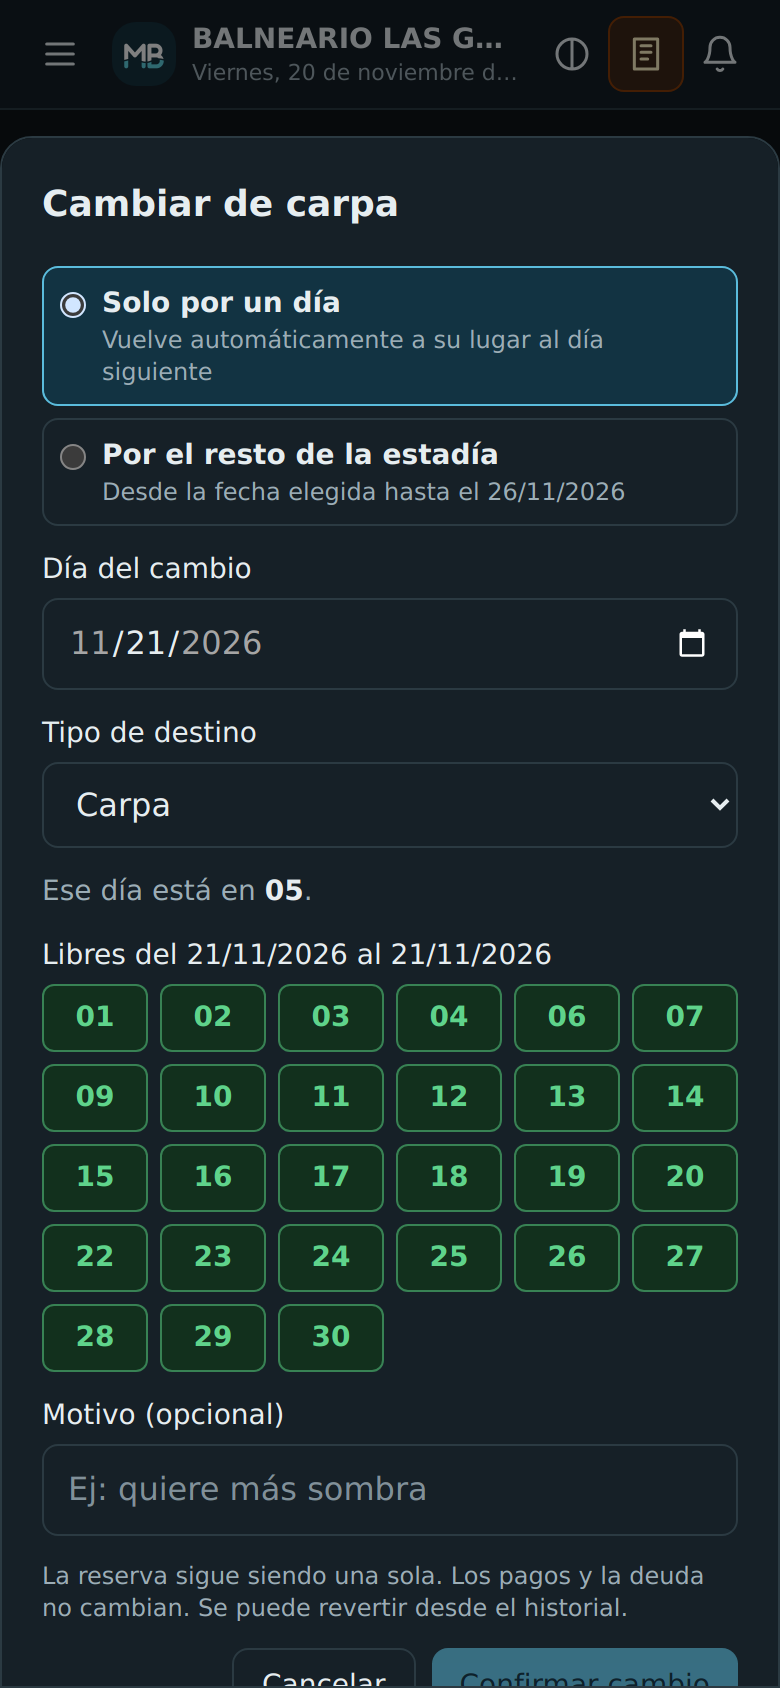 MB
BALNEARIO LAS G...
Viernes, 20 de noviembre d...
Cambiar de carpa
Solo por un día
Vuelve automáticamente a su lugar al día
siguiente
Por el resto de la estadía
Desde la fecha elegida hasta el 26/11/2026
Día del cambio
11/21/2026
Tipo de destino
Carpa
Ese día está en 05.
Libres del 21/11/2026 al 21/11/2026
01 02 03 04 06 07
09 10 11 12 13 14
15 16 17 18 19 20
22 23 24 25 26 27
28 29 30
Motivo (opcional)
Ej: quiere más sombra
La reserva sigue siendo una sola. Los pagos y la deuda
no cambian. Se puede revertir desde el historial.
Cancelar Confirmar cambio